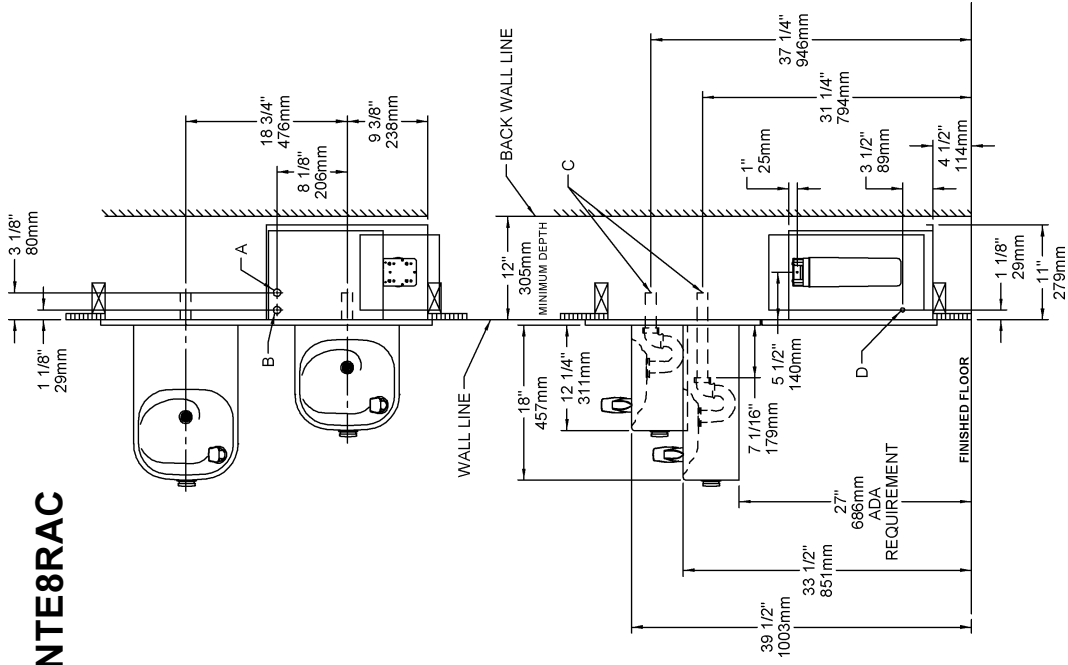 NTE8RAC
3 1/8"
80mm
1 1/8"
29mm
A
B
18 3/4"
476mm
8 1/8"
206mm
9 3/8"
238mm
WALL LINE
BACK WALL LINE
12"
305mm
MINIMUM DEPTH
C
18"
457mm
12 1/4"
311mm
7 1/16"
179mm
5 1/2"
140mm
D
37 1/4"
946mm
31 1/4"
794mm
1"
25mm
3 1/2"
89mm
4 1/2"
114mm
1 1/8"
29mm
11"
279mm
FINISHED FLOOR
27"
686mm
ADA
REQUIREMENT
33 1/2"
851mm
39 1/2"
1003mm